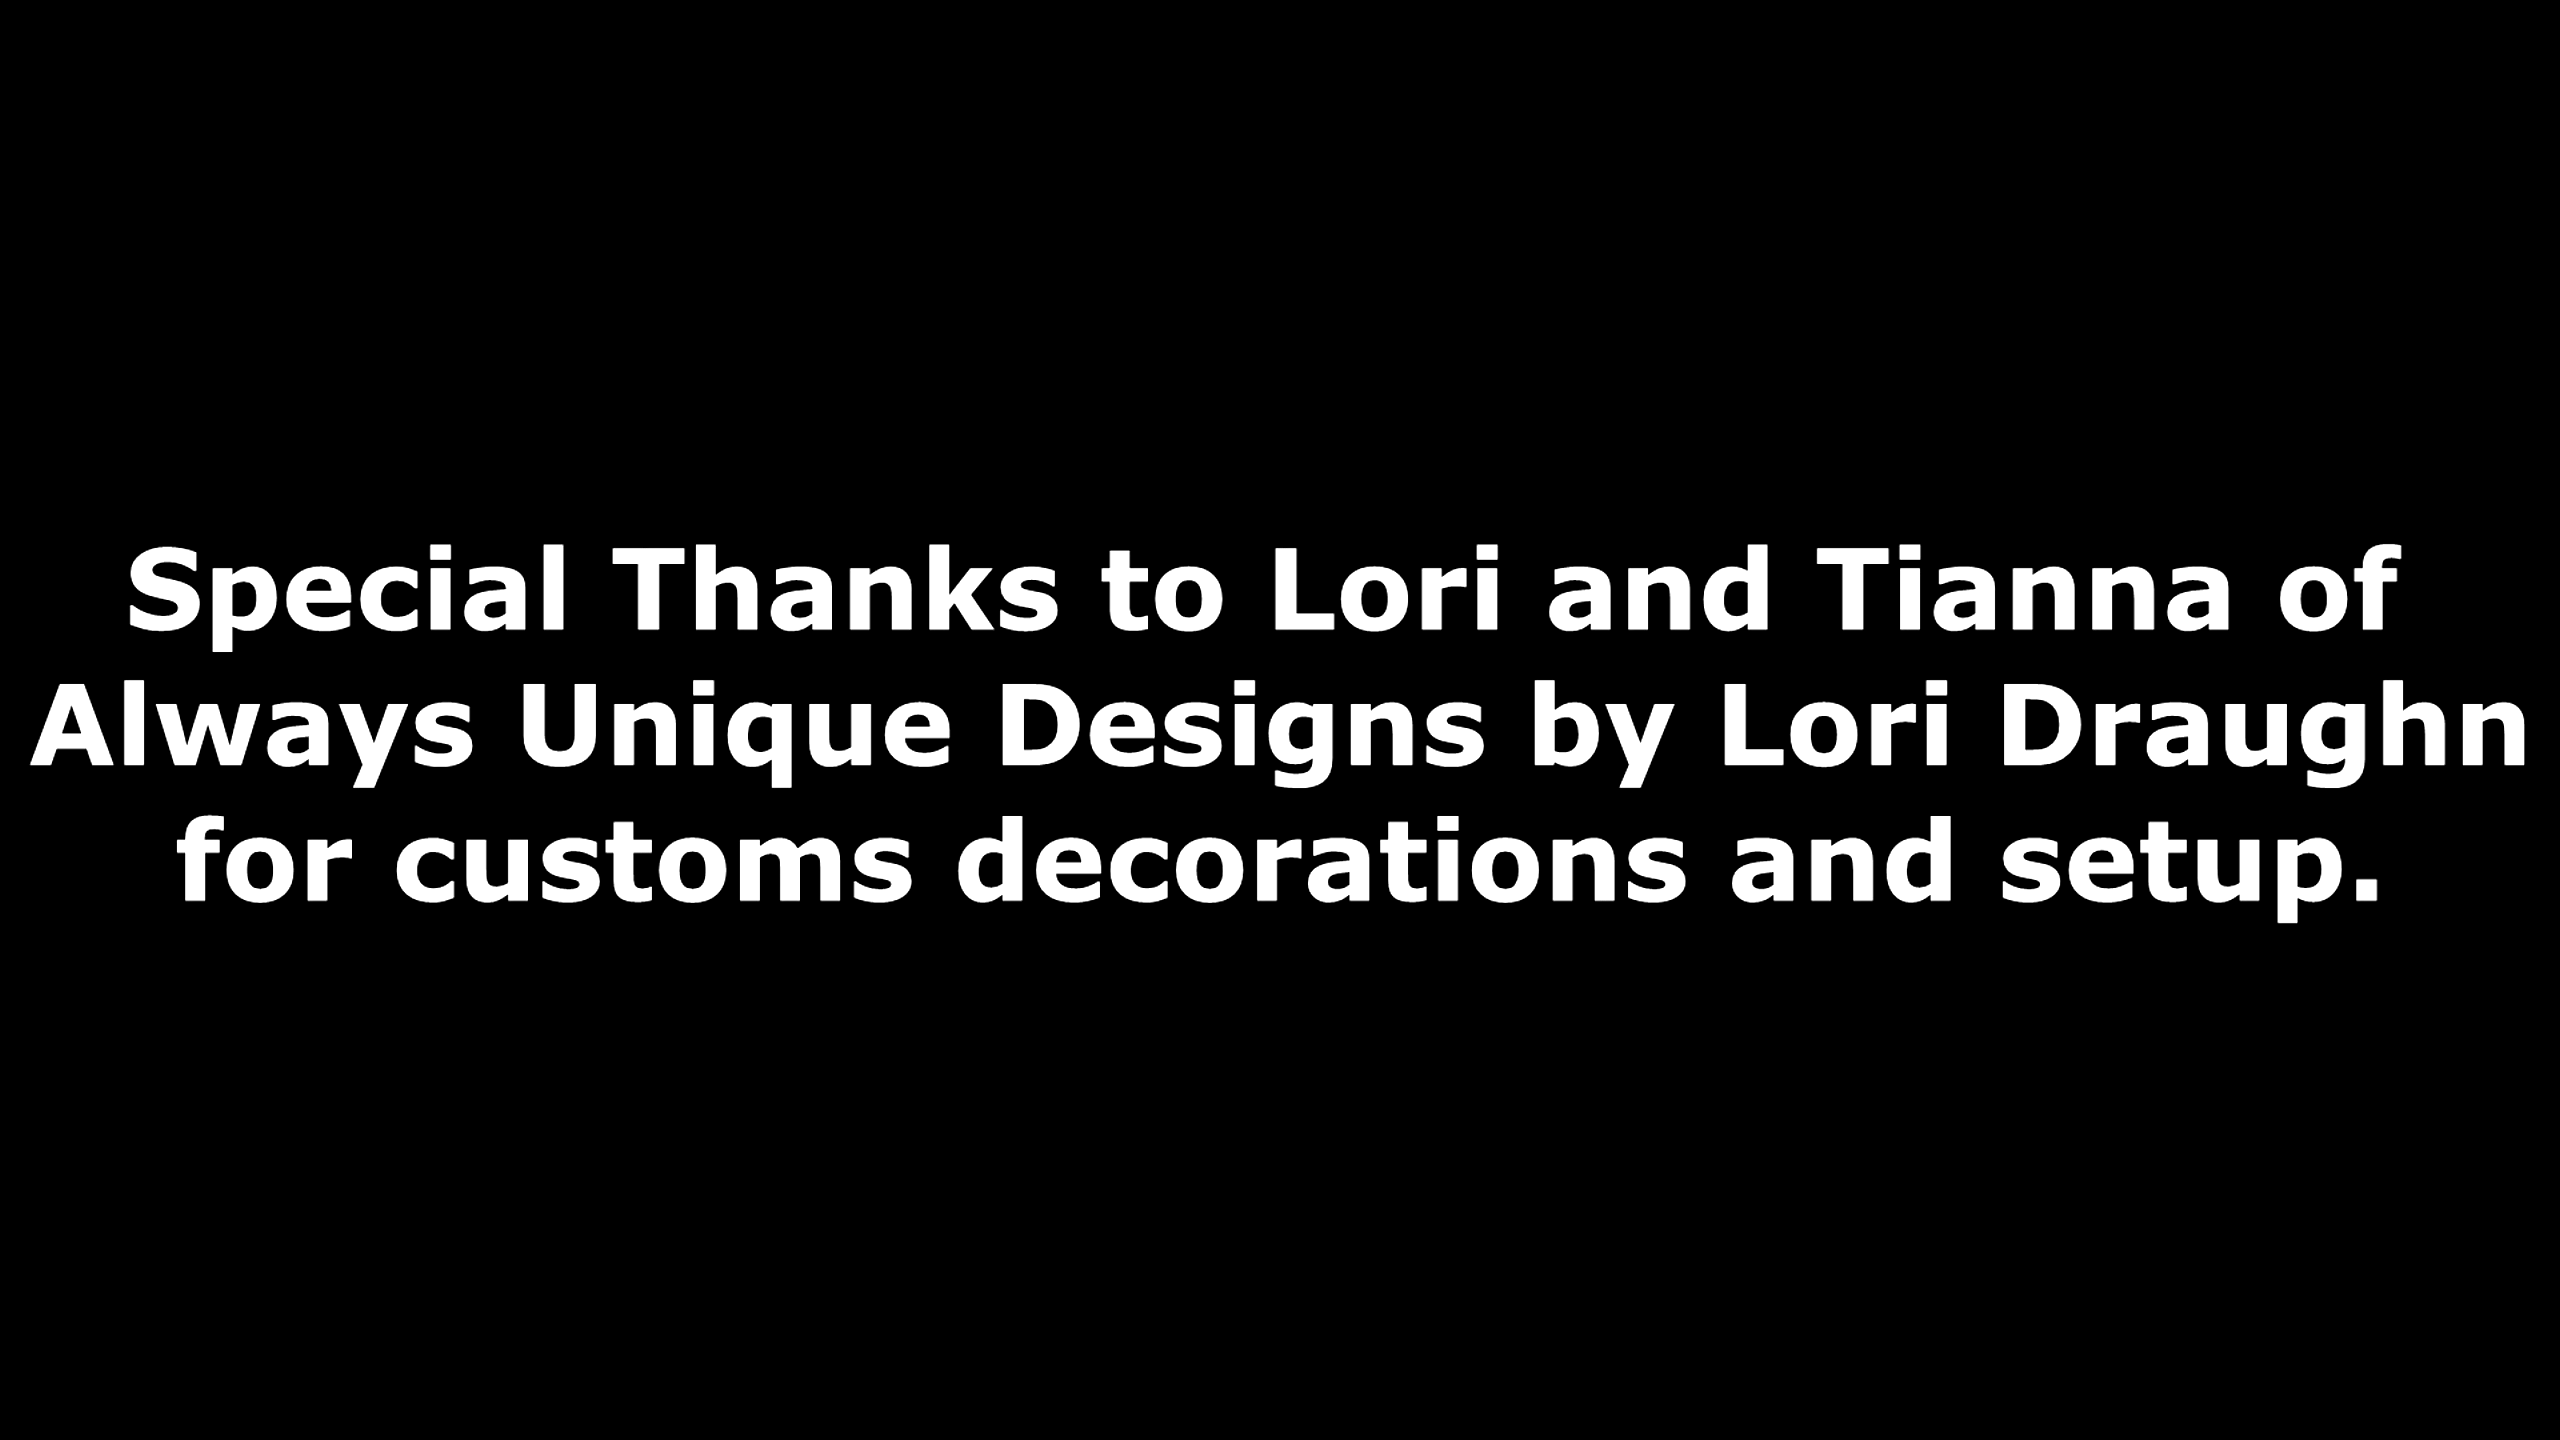 Special Thanks to Lori and Tianna of
Always Unique Designs by Lori Draughn
for customs decorations and setup.